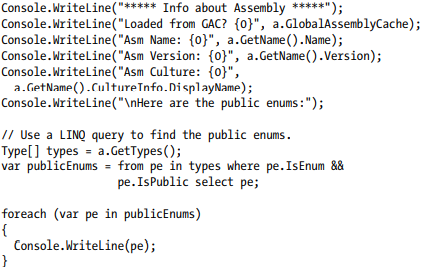 Console.WriteLine("***** Info about Assembly *****");
Console.WriteLine("Loaded from GAC? {0}", a.GlobalAssemblyCache);
Console.WriteLine("Asm Name: {0}", a.GetName().Name);
Console.WriteLine("Asm Version: {0}", a.GetName().Version);
Console.WriteLine("Asm Culture: {0}",
a.GetName().CultureInfo.DisplayName);
Console.WriteLine("\nHere are the public enums:");
// Use a LINQ query to find the public enums.
Type[] types = a.GetTypes();
var publicEnums = from pe in types where pe.IsEnum &&
pe.IsPublic select pe;
foreach (var pe in publicEnums)
{
Console.WriteLine(pe);
}